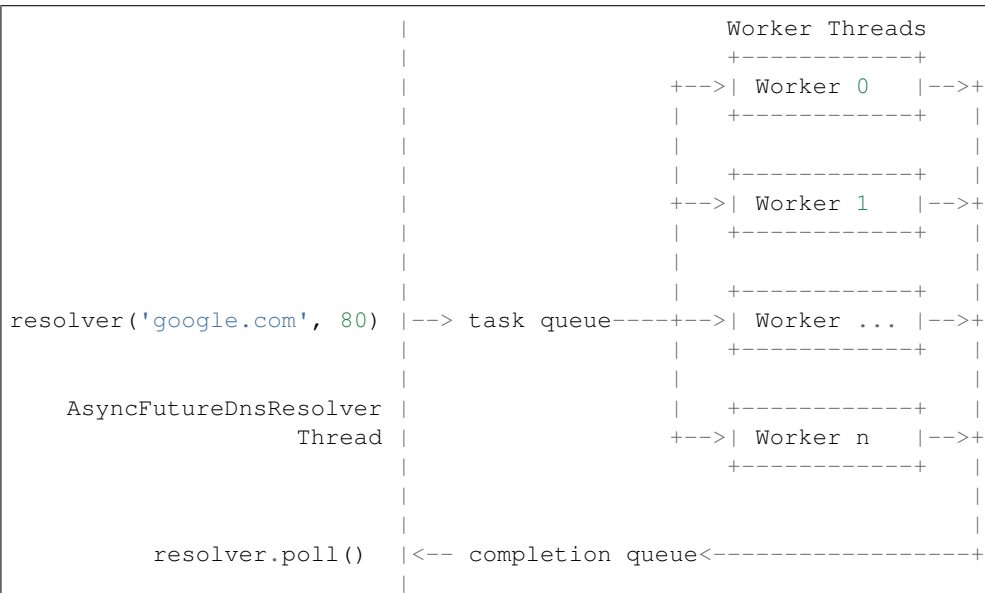 |                           Worker Threads
                                  |                           +------------+
                                  |                      +-->| Worker 0   |-->+
                                  |                      |   +------------+   |
                                  |                      |                    |
                                  |                      |   +------------+   |
                                  |                      +-->| Worker 1   |-->+
                                  |                      |   +------------+   |
                                  |                      |                    |
                                  |                      |   +------------+   |
resolver('google.com', 80) |--> task queue----+-->| Worker ... |-->+
                                  |                      |   +------------+   |
                                  |                      |                    |
    AsyncFutureDnsResolver |                      |   +------------+   |
                    Thread |                      +-->| Worker n   |-->+
                                  |                          +------------+   |
                                  |                                           |
                                  |                                           |
          resolver.poll()  |<-- completion queue<------------------+
                                  |